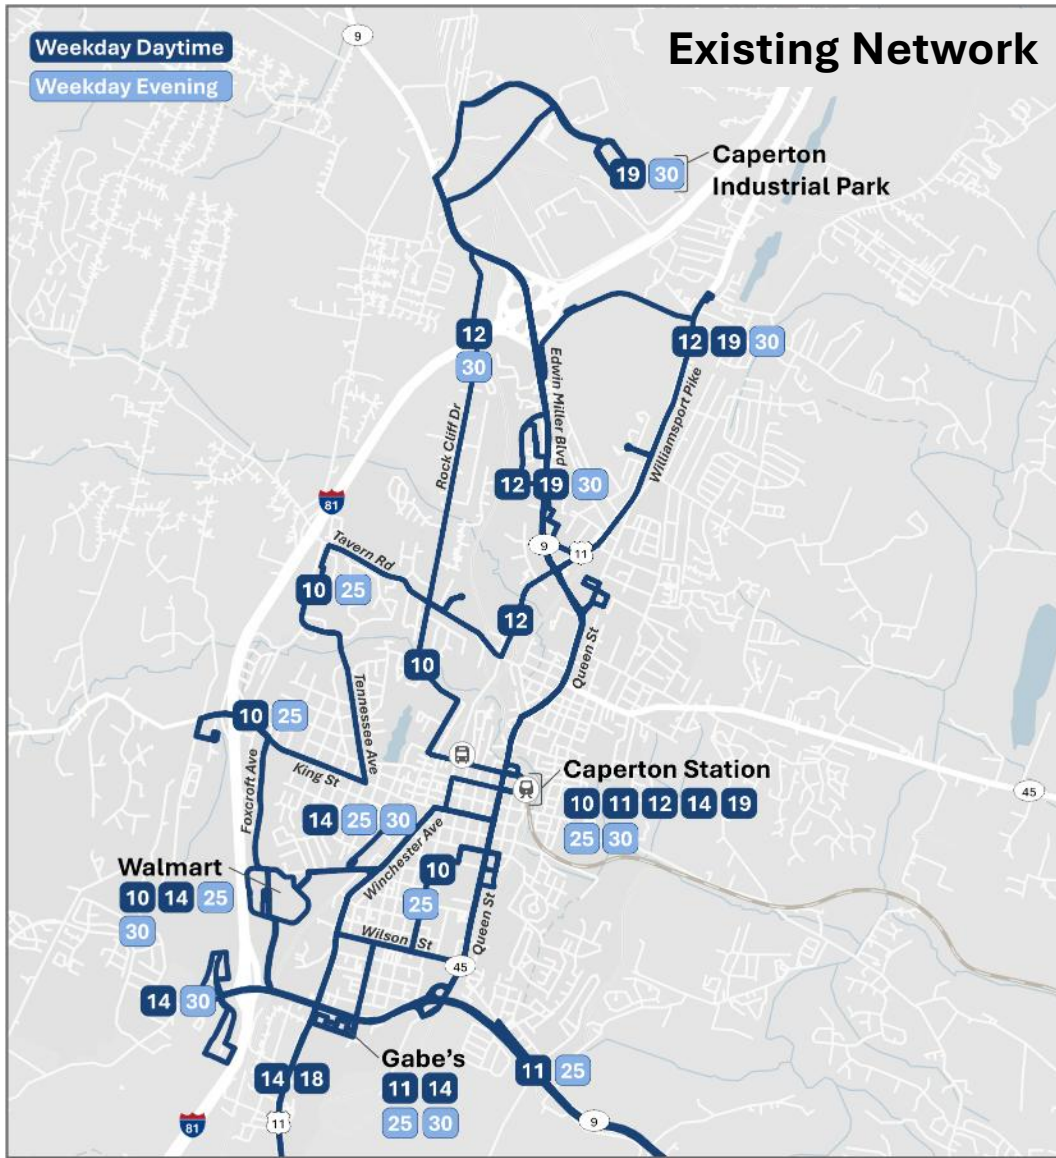 Existing Network
Weekday Daytime
Weekday Evening
9
Caperton
Industrial Park
19 30
12
30
12 19 30
Edwin Miller Blvd
Williamsport Pike
Rock Cliff Dr
12 19 30
81
9
11
Tavern Rd
10 25
12
10
Queen St
Tennessee Ave
10 25
King St
Foxcroft Ave
Caperton Station
10 11 12 14 19
25 30
45
14 25 30
Winchester Ave
Walmart
10 14 25
30
10
25
Queen St
Wilson St
45
14 30
Gabe's
11 14
25 30
14 18
11 25
81
11
9